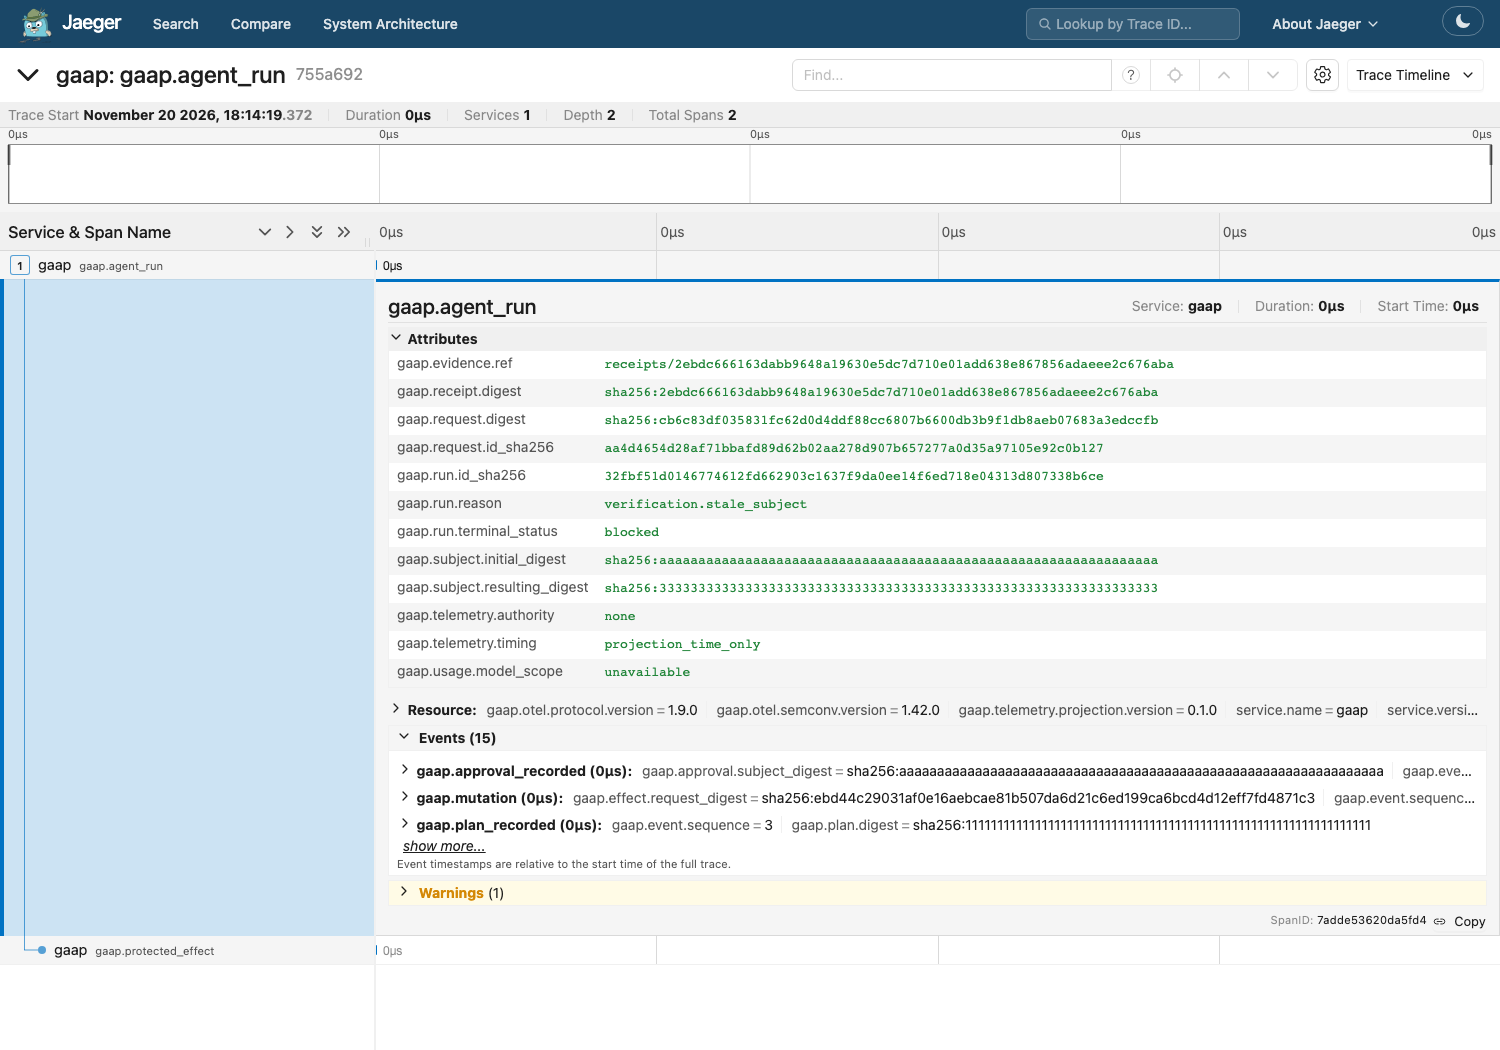 Jaeger Search Compare System Architecture Lookup by Trace ID... About Jaeger
gaap: gaap.agent_run 755a692 Find... ? Trace Timeline
Trace Start November 20 2026, 18:14:19.372 Duration 0μs Services 1 Depth 2 Total Spans 2
0μs 0μs 0μs 0μs 0μs
Service & Span Name 0μs 0μs 0μs 0μs 0μs
1 gaap gaap.agent_run 0μs
gaap.agent_run Service: gaap Duration: 0μs Start Time: 0μs
Attributes
gaap.evidence.ref receipts/2ebdc666163dabb9648a19630e5dc7d710e01add638e867856adaeee2c676aba
gaap.receipt.digest sha256:2ebdc666163dabb9648a19630e5dc7d710e01add638e867856adaeee2c676aba
gaap.request.digest sha256:cb6c83df035831fc62d0d4ddf88cc6807b6600db3b9f1db8aeb07683a3edccfb
gaap.request.id_sha256 aa4d4654d28af71bbafd89d62b02aa278d907b657277a0d35a97105e92c0b127
gaap.run.id_sha256 32fbf51d0146774612fd662903c1637f9da0ee14f6ed718e04313d807338b6ce
gaap.run.reason verification.stale_subject
gaap.run.terminal_status blocked
gaap.subject.initial_digest sha256:aaaaaaaaaaaaaaaaaaaaaaaaaaaaaaaaaaaaaaaaaaaaaaaaaaaaaaaaaaaaaaaa
gaap.subject.resulting_digest sha256:3333333333333333333333333333333333333333333333333333333333333333
gaap.telemetry.authority none
gaap.telemetry.timing projection_time_only
gaap.usage.model_scope unavailable
Resource: gaap.otel.protocol.version = 1.9.0 gaap.otel.semconv.version = 1.42.0 gaap.telemetry.projection.version = 0.1.0 service.name = gaap service.versi...
Events (15)
gaap.approval_recorded (0μs): gaap.approval.subject_digest = sha256:aaaaaaaaaaaaaaaaaaaaaaaaaaaaaaaaaaaaaaaaaaaaaaaaaaaaaaaaaaaaaaaa gaap.eve...
gaap.mutation (0μs): gaap.effect.request_digest = sha256:ebd44c29031af0e16aebcae81b507da6d21c6ed199ca6bcd4d12eff7fd4871c3 gaap.event.sequenc...
gaap.plan_recorded (0μs): gaap.event.sequence = 3 gaap.plan.digest = sha256:1111111111111111111111111111111111111111111111111111111111111111
show more...
Event timestamps are relative to the start time of the full trace.
Warnings (1)
SpanID: 7adde53620da5fd4 Copy
gaap gaap.protected_effect 0μs